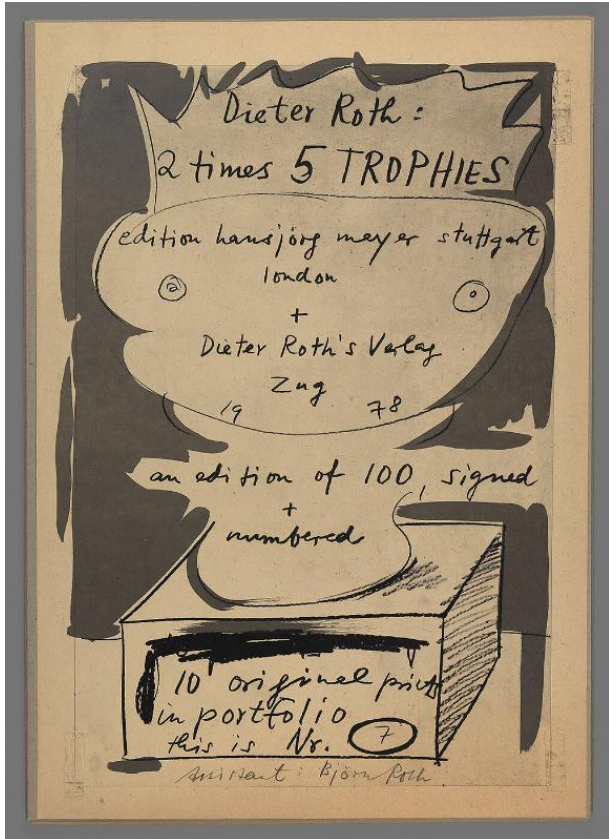 Dieter Roth:
2 times 5 TROPHIES
edition hansjörg mayer stuttgart
london
+
Dieter Roth's Verlag
Zug
19 78
an edition of 100, signed
+
numbered
10 original prints
in portfolio
this is Nr. 7
Assistant: Björn Roth